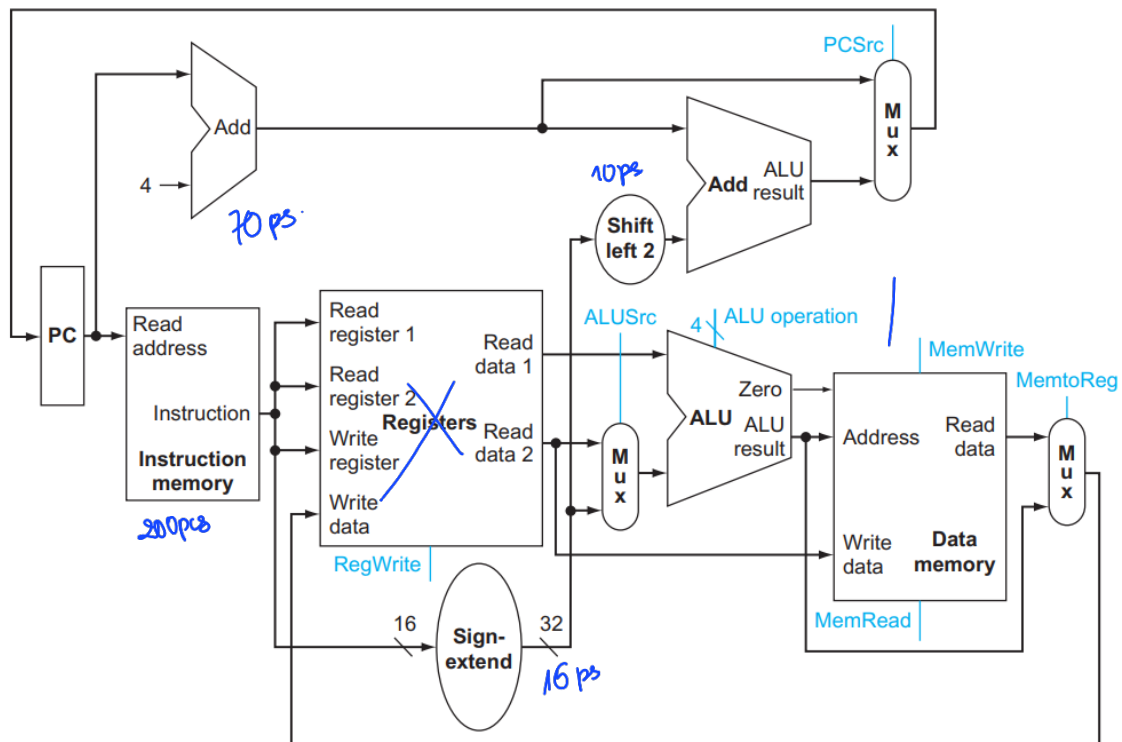 PCSrc
Add
4
70 ps.
10 ps
Shift
left 2
Add
ALU
result
M
u
x
PC
Read
address
Instruction
Instruction
memory
200 pcs
Read
register 1
Read
register 2
Registers
Write
register
Write
data
Read
data 1
Read
data 2
RegWrite
16
Sign-
extend
32
16 ps
ALUSrc
M
u
x
4
ALU operation
Zero
ALU
ALU
result
MemWrite
Address
Read
data
Write
data
Data
memory
MemRead
MemtoReg
M
u
x